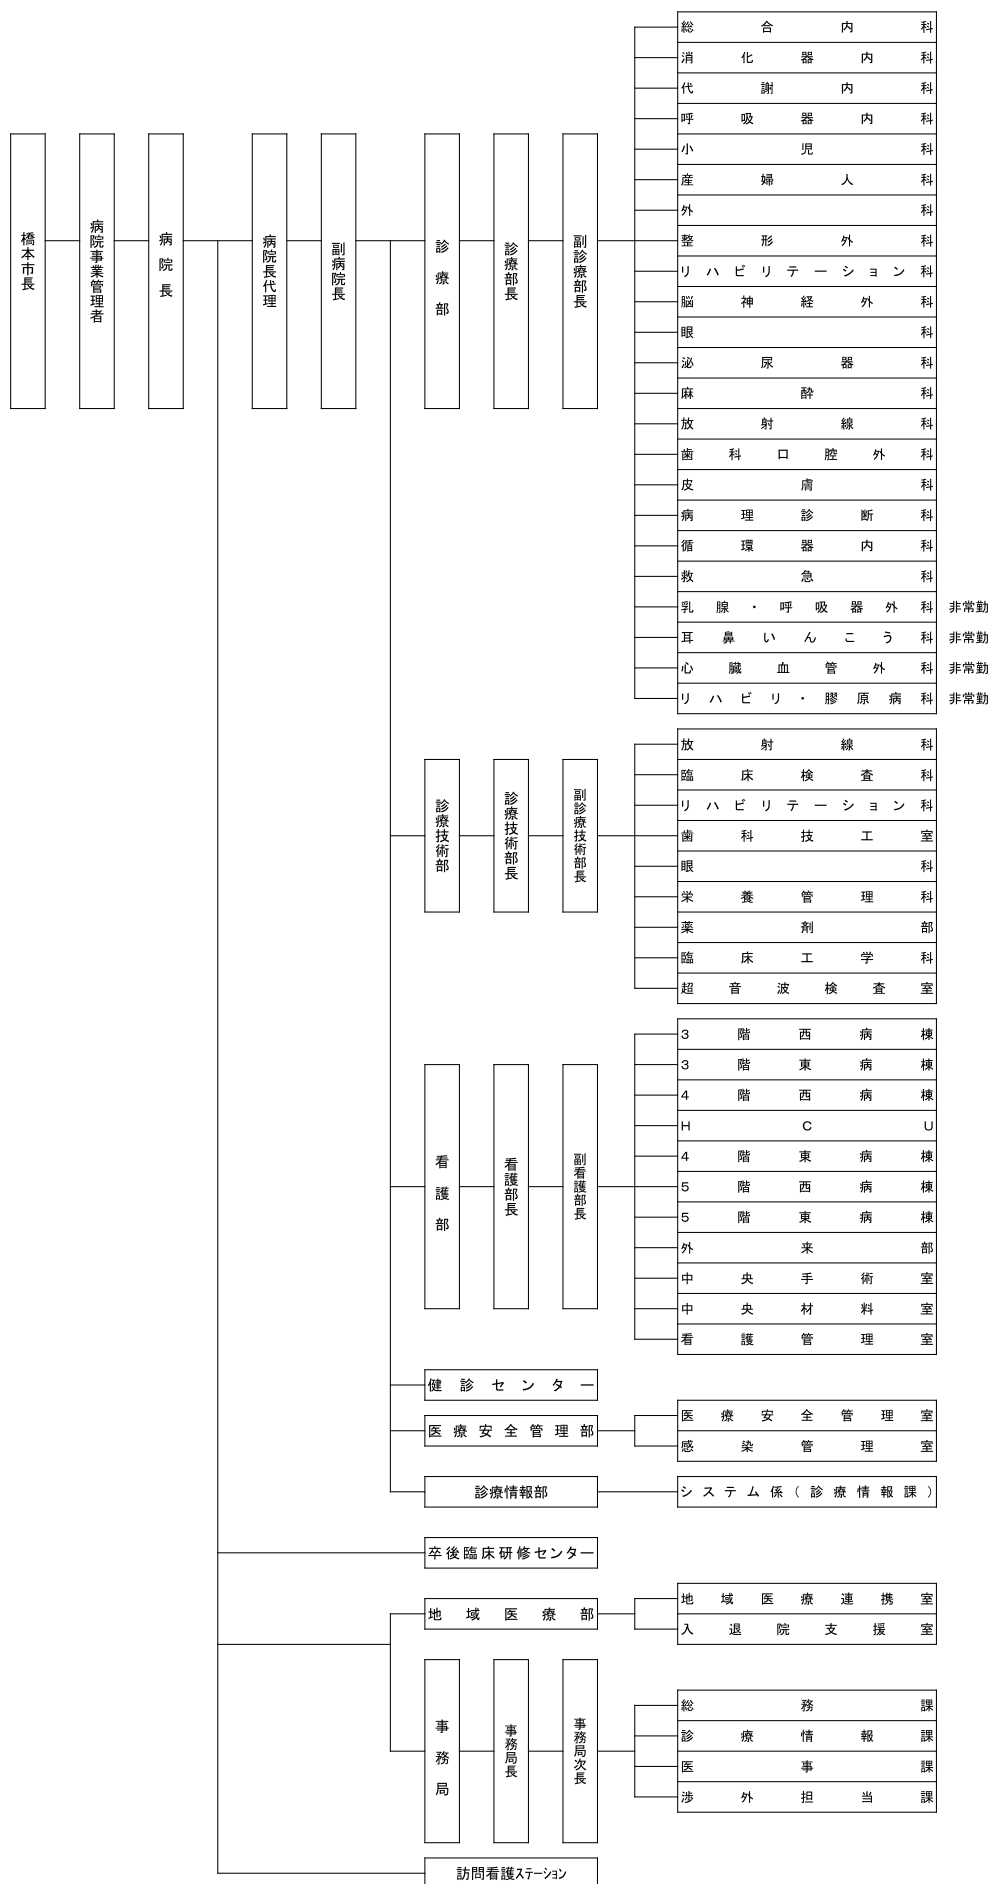 橋本市長
病院事業管理者
病院長
病院長代理
副病院長
診療部
診療部長
副診療部長
総合内科
消化器内科
代謝内科
呼吸器内科
小児科
産婦人科
外科
整形外科
リハビリテーション科
脳神経外科
眼科
泌尿器科
麻酔科
放射線科
歯科口腔外科
皮膚科
病理診断科
循環器内科
救急科
乳腺・呼吸器外科 非常勤
耳鼻いんこう科 非常勤
心臓血管外科 非常勤
リハビリ・膠原病科 非常勤
診療技術部
診療技術部長
副診療技術部長
放射線科
臨床検査科
リハビリテーション科
歯科技工室
眼科
栄養管理科
薬剤部
臨床工学科
超音波検査室
看護部
看護部長
副看護部長
3階西病棟
3階東病棟
4階西病棟
HCU
4階東病棟
5階西病棟
5階東病棟
外来部
中央手術室
中央材料室
看護管理室
健診センター
医療安全管理部
医療安全管理室
感染管理室
診療情報部
システム係(診療情報課)
卒後臨床研修センター
地域医療部
地域医療連携室
入退院支援室
事務局
事務局長
事務局次長
総務課
診療情報課
医事課
渉外担当課
訪問看護ステーション